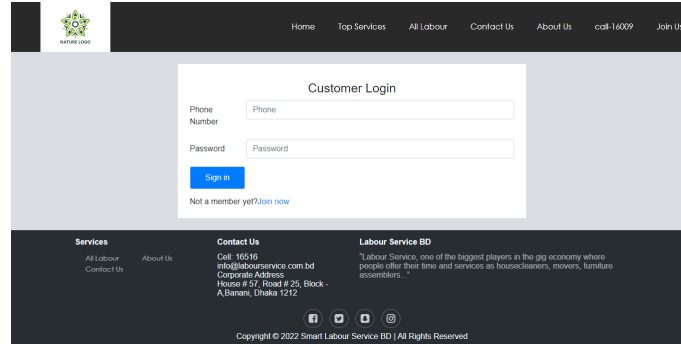 NATURE LOGO
Home Top Services All Labour Contact Us About Us call-16009 Join Us
Customer Login
Phone
Number
Phone
Password
Password
Sign in
Not a member yet?Join now
Services
All Labour About Us
Contact Us
Contact Us
Cell: 16516
info@labourservice.com.bd
Corporate Address
House # 57, Road # 25, Block -
A,Banani, Dhaka 1212
Labour Service BD
"Labour Service, one of the biggest players in the gig economy where
people offer their time and services as housecleaners, movers, furniture
assemblers..."
Copyright © 2022 Smart Labour Service BD | All Rights Reserved